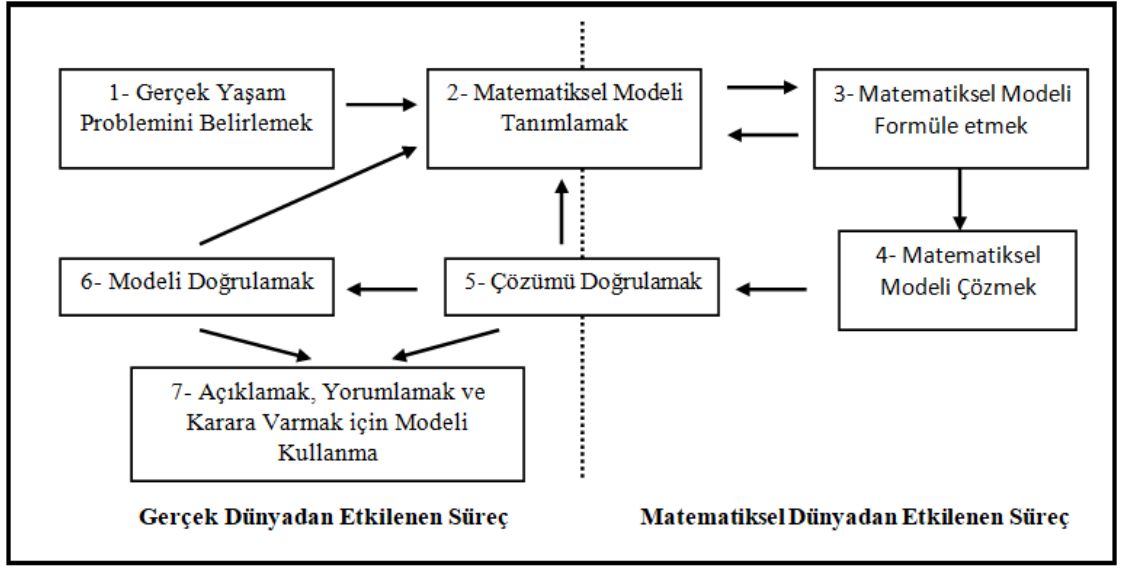 1- Gerçek Yaşam
Problemini Belirlemek
2- Matematiksel Modeli
Tanımlamak
3- Matematiksel Modeli
Formüle etmek
4- Matematiksel
Modeli Çözmek
5- Çözümü Doğrulamak
6- Modeli Doğrulamak
7- Açıklamak, Yorumlamak ve
Karara Varmak için Modeli
Kullanma
Gerçek Dünyadan Etkilenen Süreç
Matematiksel Dünyadan Etkilenen Süreç